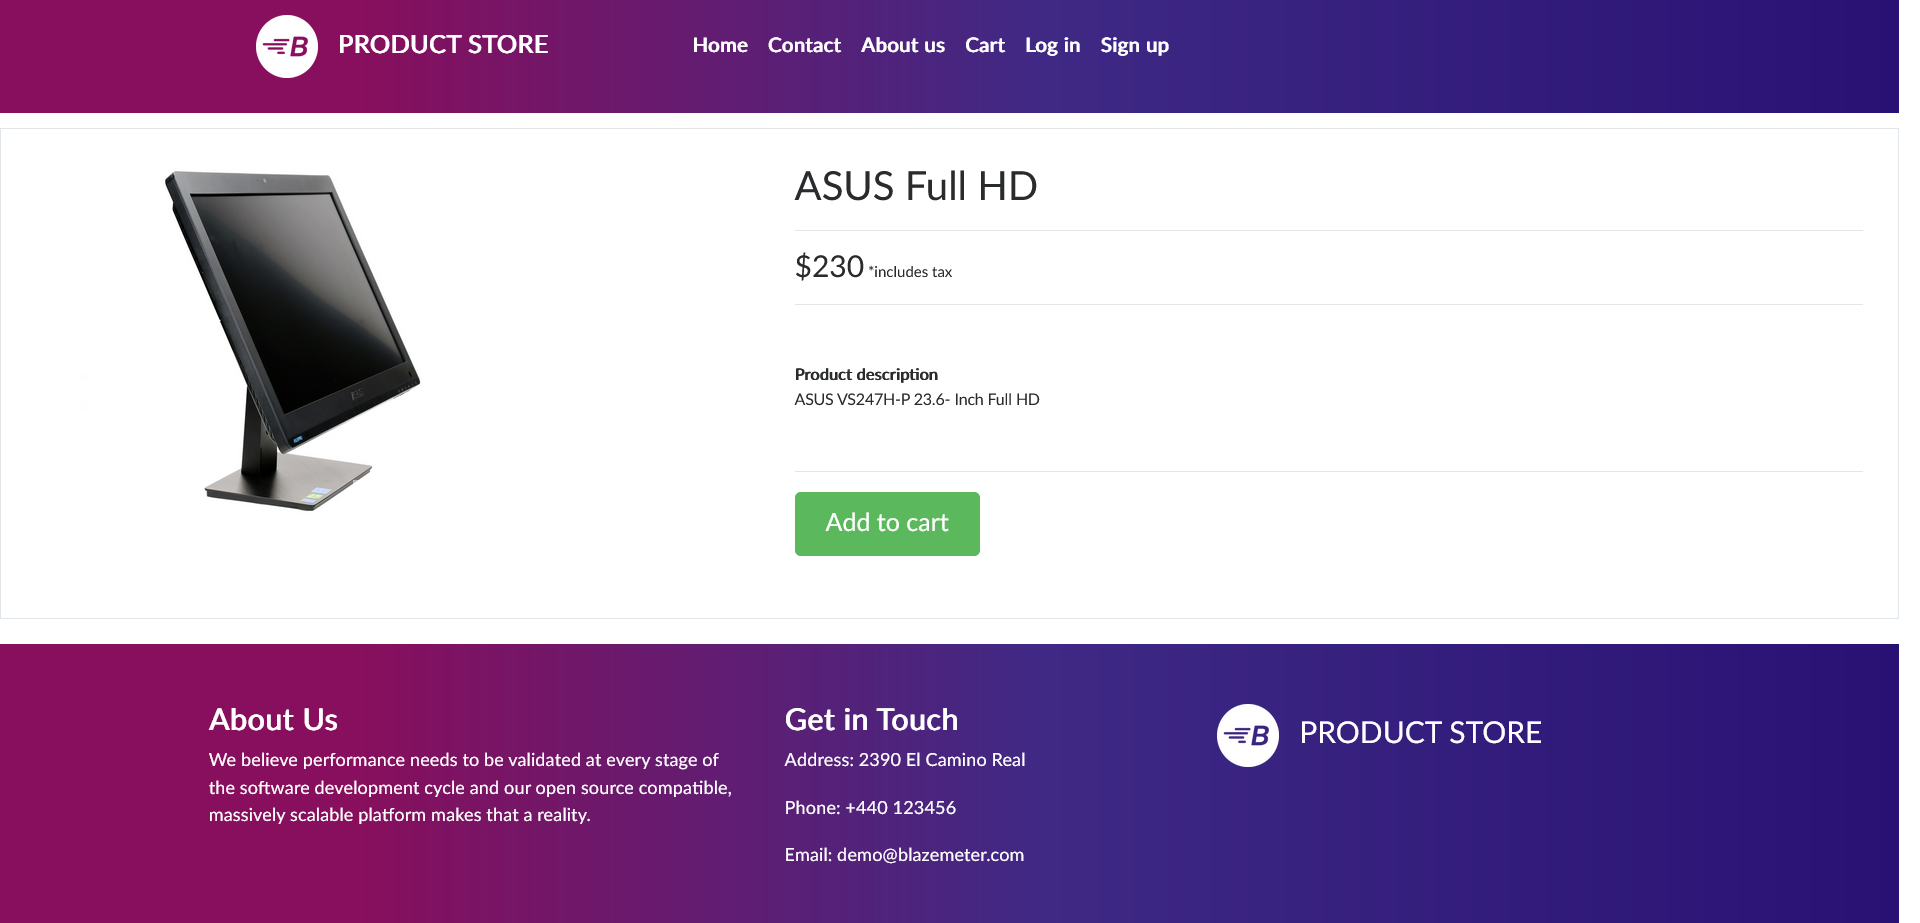 B PRODUCT STORE
Home Contact About us Cart Log in Sign up
ASUS Full HD
$230 *includes tax
Product description
ASUS VS247H-P 23.6- Inch Full HD
Add to cart
About Us
We believe performance needs to be validated at every stage of
the software development cycle and our open source compatible,
massively scalable platform makes that a reality.
Get in Touch
Address: 2390 El Camino Real
Phone: +440 123456
Email: demo@blazemeter.com
B PRODUCT STORE